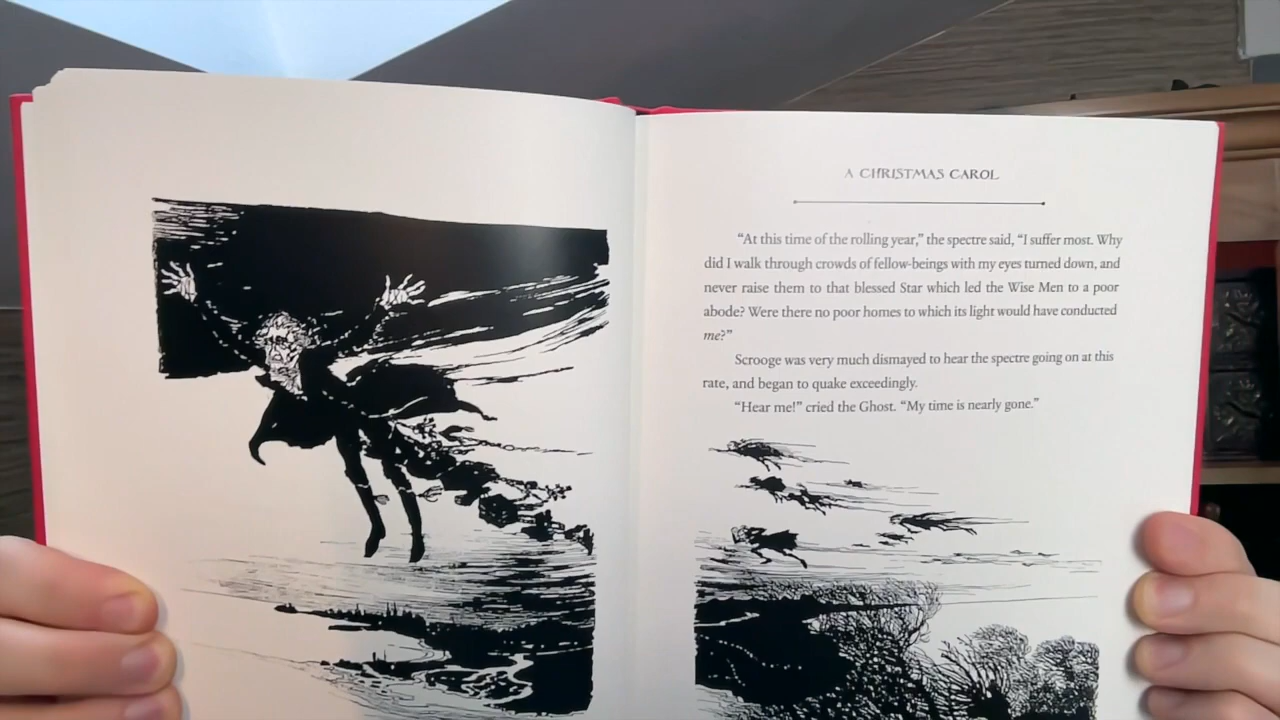 A CHRISTMAS CAROL
“At this time of the rolling year,” the spectre said, “I suffer most. Why
did I walk through crowds of fellow-beings with my eyes turned down, and
never raise them to that blessed Star which led the Wise Men to a poor
abode? Were there no poor homes to which its light would have conducted
me?”
Scrooge was very much dismayed to hear the spectre going on at this
rate, and began to quake exceedingly.
“Hear me!” cried the Ghost. “My time is nearly gone.”